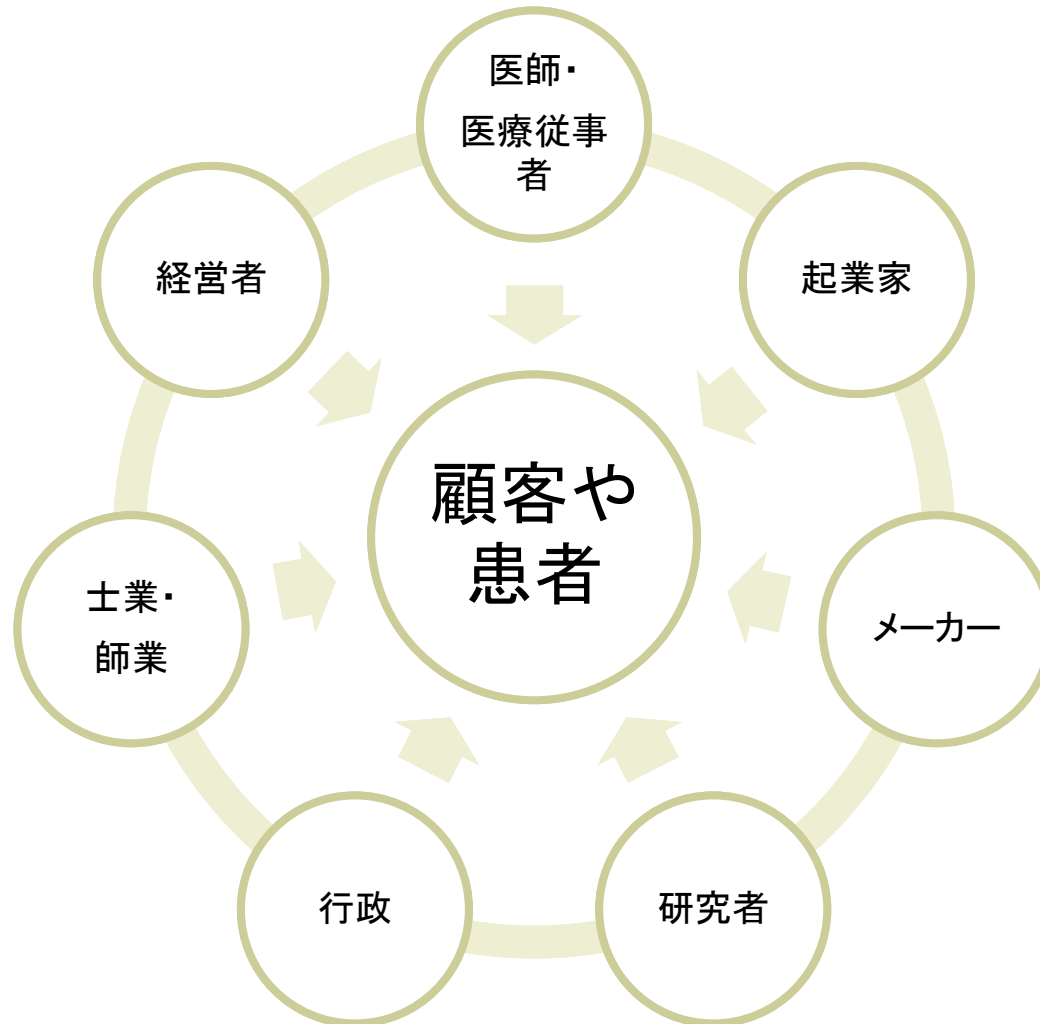 医師・
医療従事
者
経営者
起業家
顧客や
患者
士業・
師業
メーカー
行政
研究者